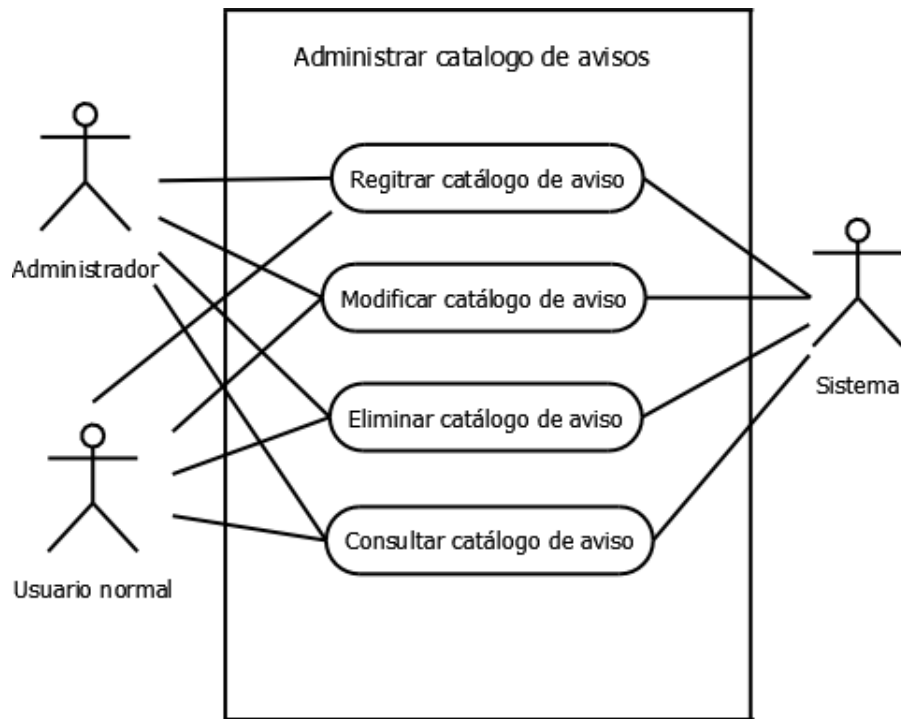 Administrar catalogo de avisos
Regitrar catálogo de aviso
Administrador
Modificar catálogo de aviso
Sistema
Eliminar catálogo de aviso
Consultar catálogo de aviso
Usuario normal